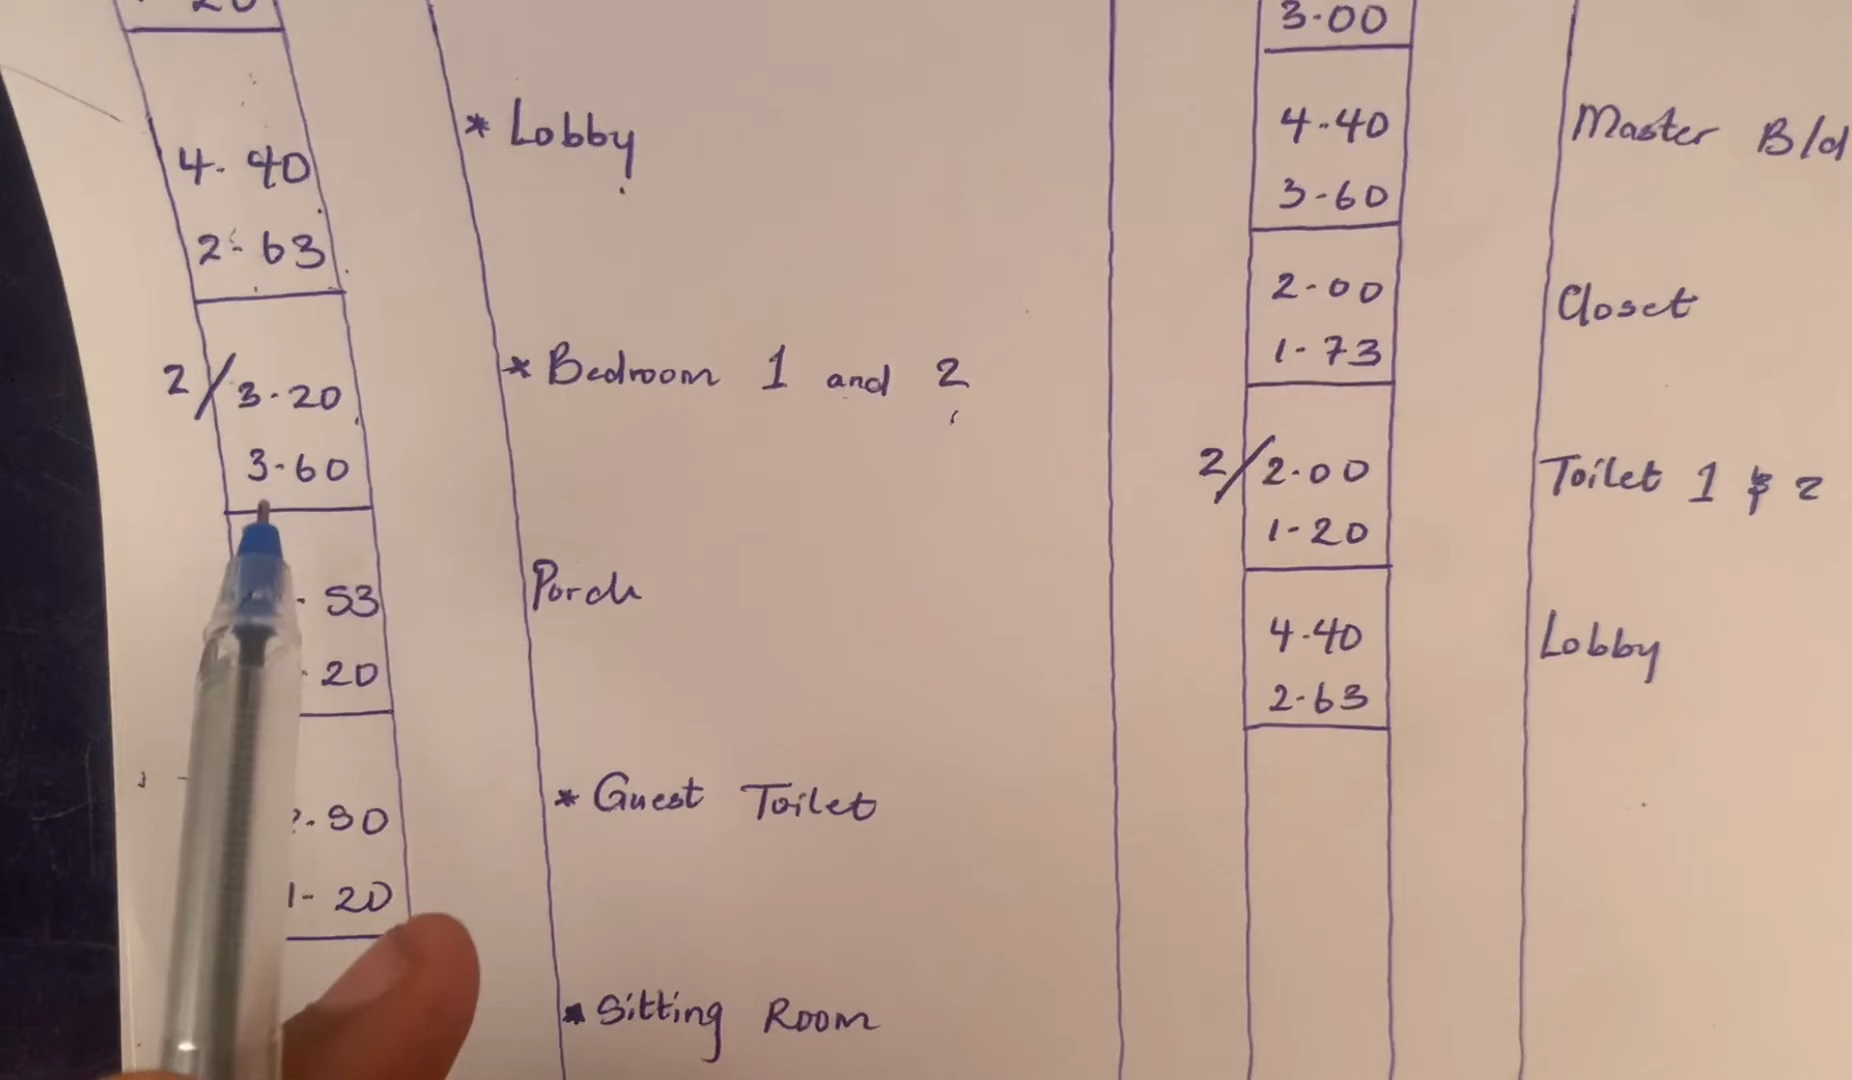 20
4-40
2-63
* Lobby
2/3-20
3-60
* Bedroom 1 and 2
- 53
- 20
Porch
-90
1-20
* Guest Toilet
* Sitting Room
3-00
4-40
3-60
Master B/d
2-00
1-73
Closet
2/2-00
1-20
Toilet 1 & 2
4-40
2-63
Lobby